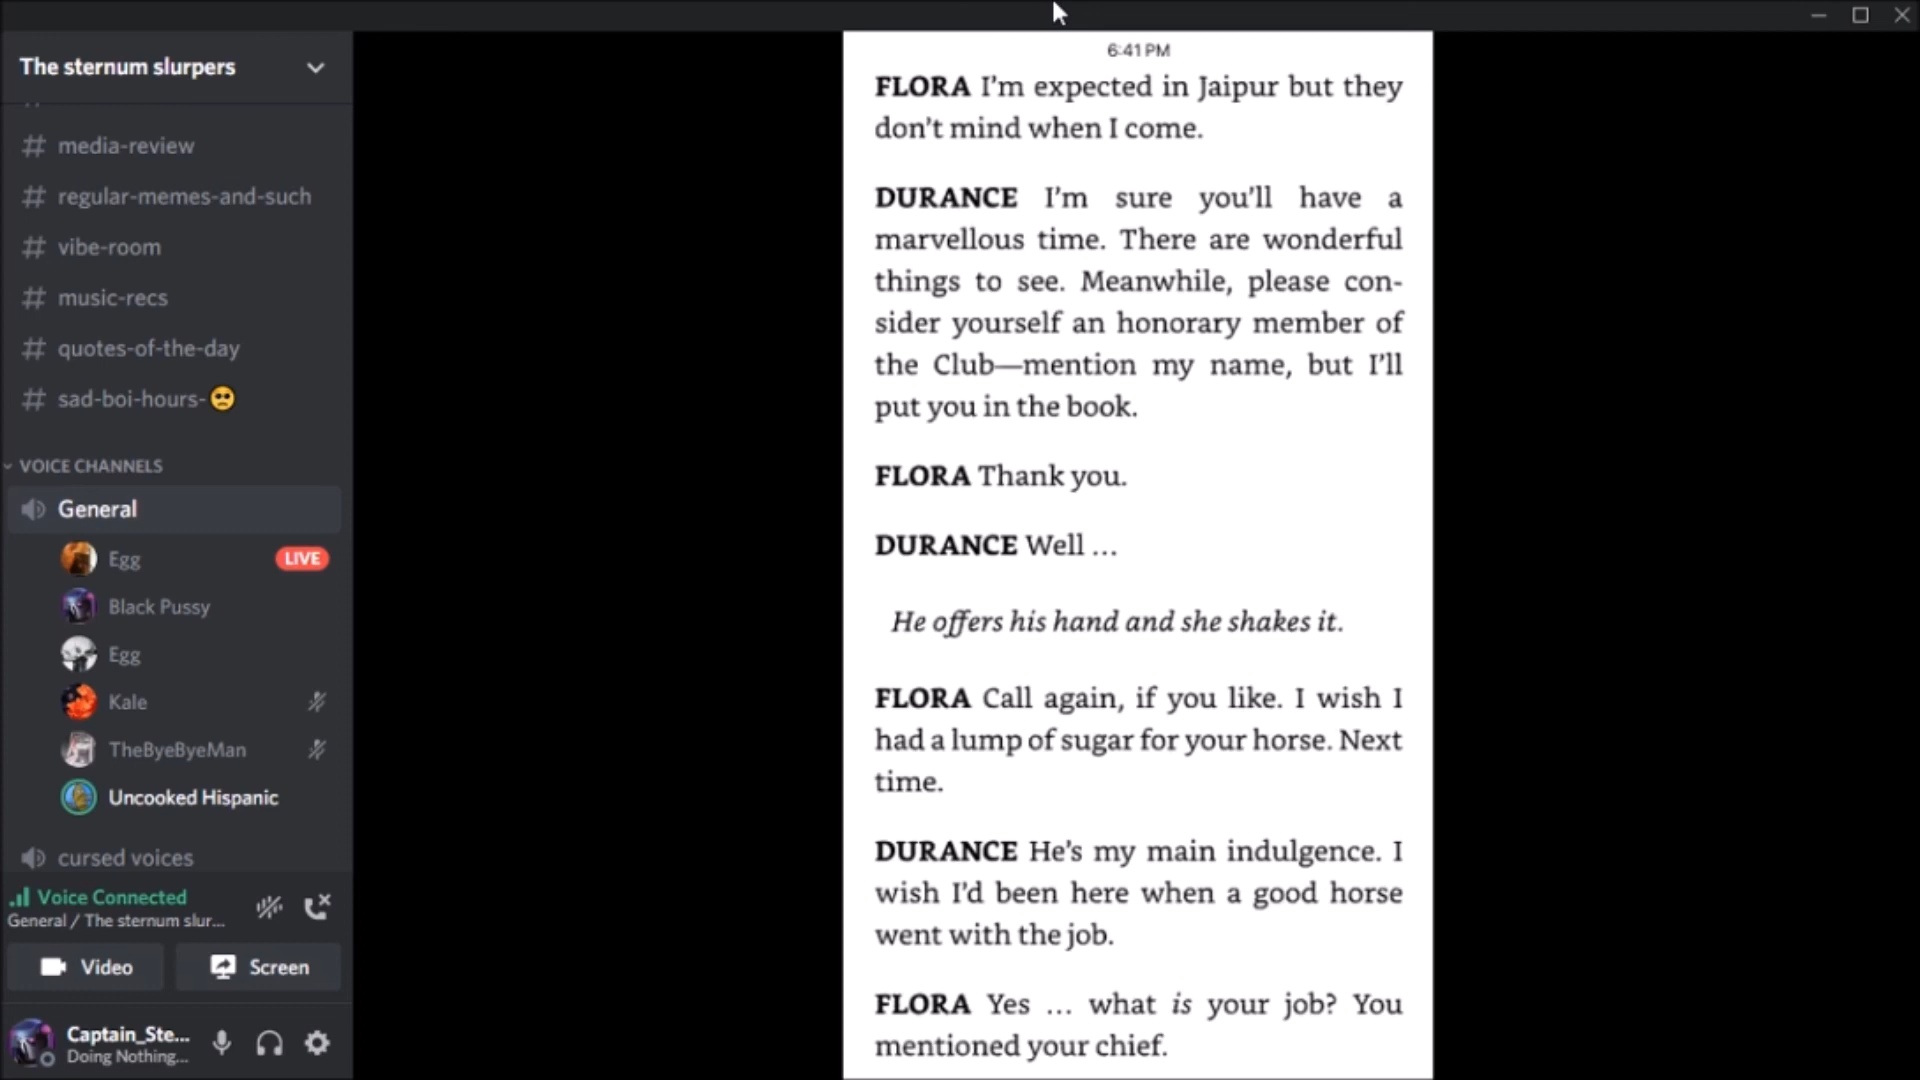 The sternum slurpers
# media-review
# regular-memes-and-such
# vibe-room
# music-recs
# quotes-of-the-day
# sad-boi-hours-🥺
VOICE CHANNELS
General
Egg LIVE
Black Pussy
Egg
Kale
TheByeByeMan
Uncooked Hispanic
cursed voices
Voice Connected
General / The sternum slur...
Video Screen
Captain_Ste...
Doing Nothing...
6:41 PM
FLORA I’m expected in Jaipur but they
don’t mind when I come.
DURANCE I’m sure you’ll have a
marvellous time. There are wonderful
things to see. Meanwhile, please con-
sider yourself an honorary member of
the Club—mention my name, but I’ll
put you in the book.
FLORA Thank you.
DURANCE Well …
He offers his hand and she shakes it.
FLORA Call again, if you like. I wish I
had a lump of sugar for your horse. Next
time.
DURANCE He’s my main indulgence. I
wish I’d been here when a good horse
went with the job.
FLORA Yes … what is your job? You
mentioned your chief.